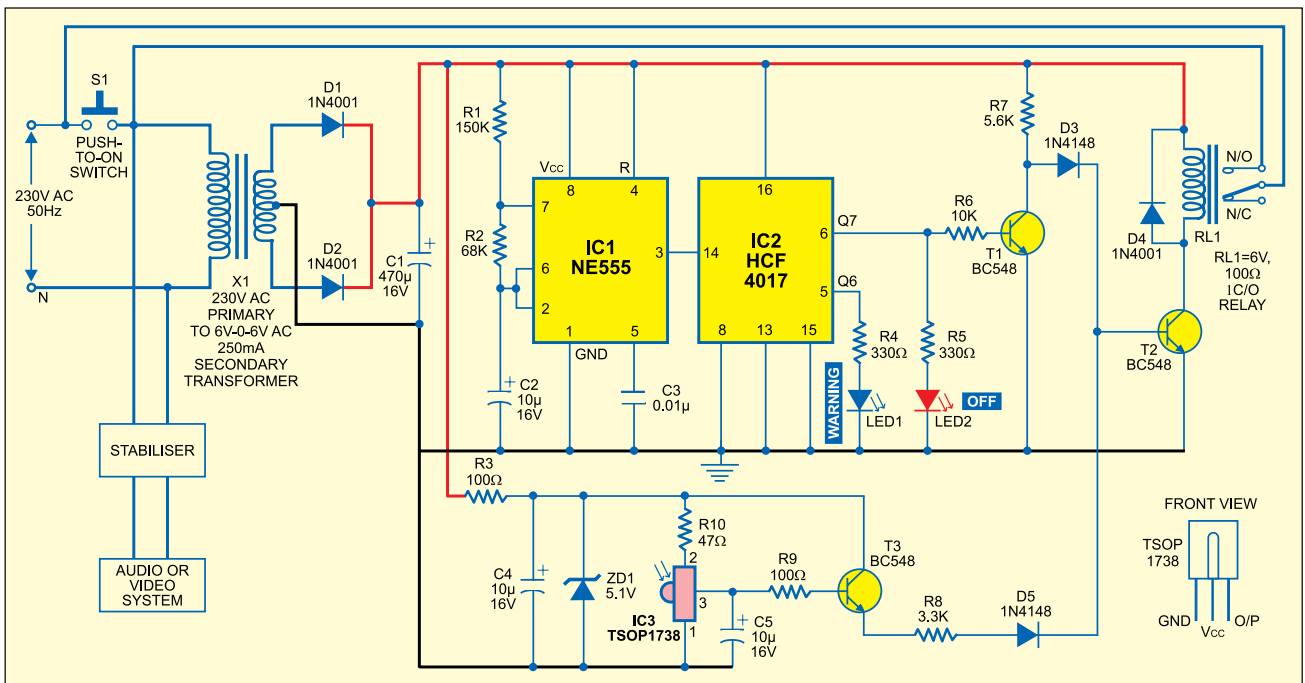 S1
PUSH-
TO-ON
SWITCH
230V AC
50Hz
N
D1
1N4001
D2
1N4001
X1
230V AC
PRIMARY
TO 6V-0-6V AC
250mA
SECONDARY
TRANSFORMER
STABILISER
AUDIO OR
VIDEO
SYSTEM
C1
470µ
16V
+
R1
150K
R2
68K
VCC
R
8
4
7
6
2
IC1
NE555
3
1
5
GND
C2
10µ
16V
+
C3
0.01µ
16
14
IC2
HCF
4017
Q7
6
Q6
5
8
13
15
R4
330Ω
R5
330Ω
WARNING
LED1
OFF
LED2
R6
10K
R7
5.6K
T1
BC548
D3
1N4148
D4
1N4001
N/O
N/C
RL1
RL1=6V,
100Ω
1C/O
RELAY
T2
BC548
R3
100Ω
C4
10µ
16V
+
ZD1
5.1V
R10
47Ω
2
3
1
IC3
TSOP1738
C5
10µ
16V
+
R9
100Ω
T3
BC548
R8
3.3K
D5
1N4148
FRONT VIEW
TSOP
1738
GND
VCC
O/P